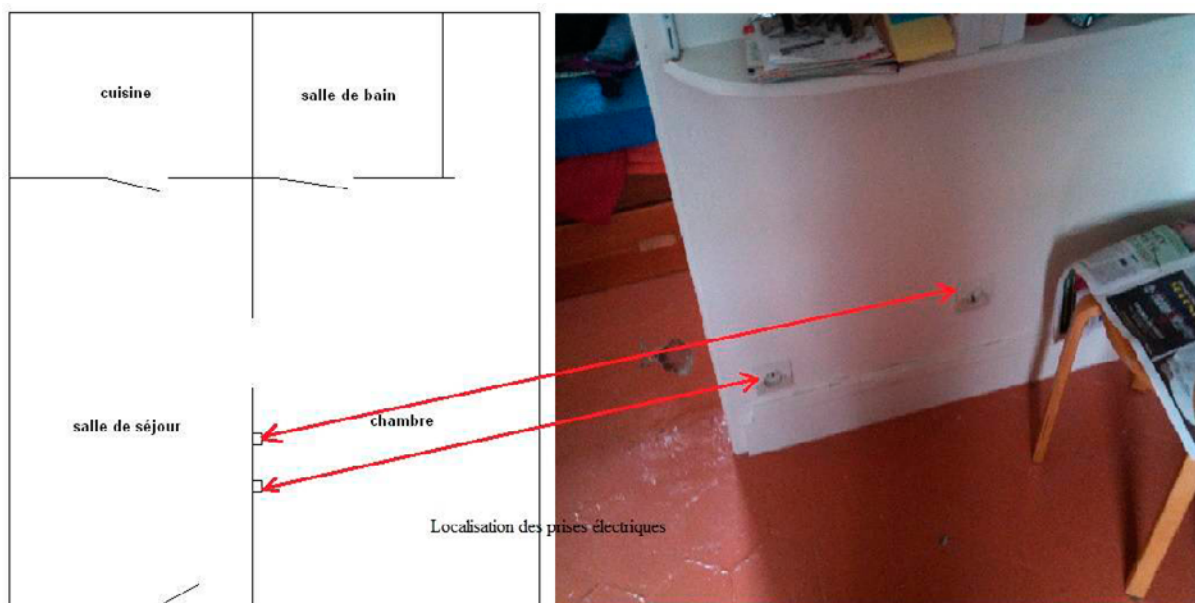 cuisine
salle de bain
salle de séjour
chambre
Localisation des prises électriques